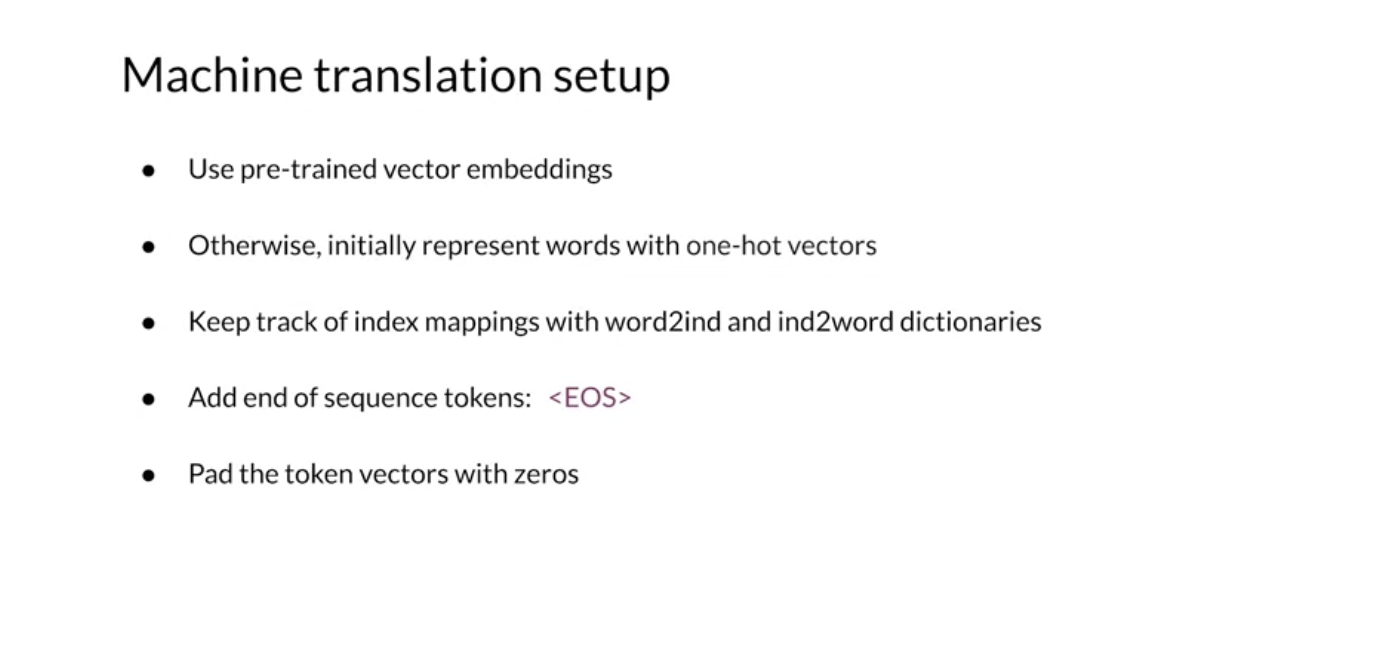 Machine translation setup
● Use pre-trained vector embeddings
● Otherwise, initially represent words with one-hot vectors
● Keep track of index mappings with word2ind and ind2word dictionaries
● Add end of sequence tokens: <EOS>
● Pad the token vectors with zeros